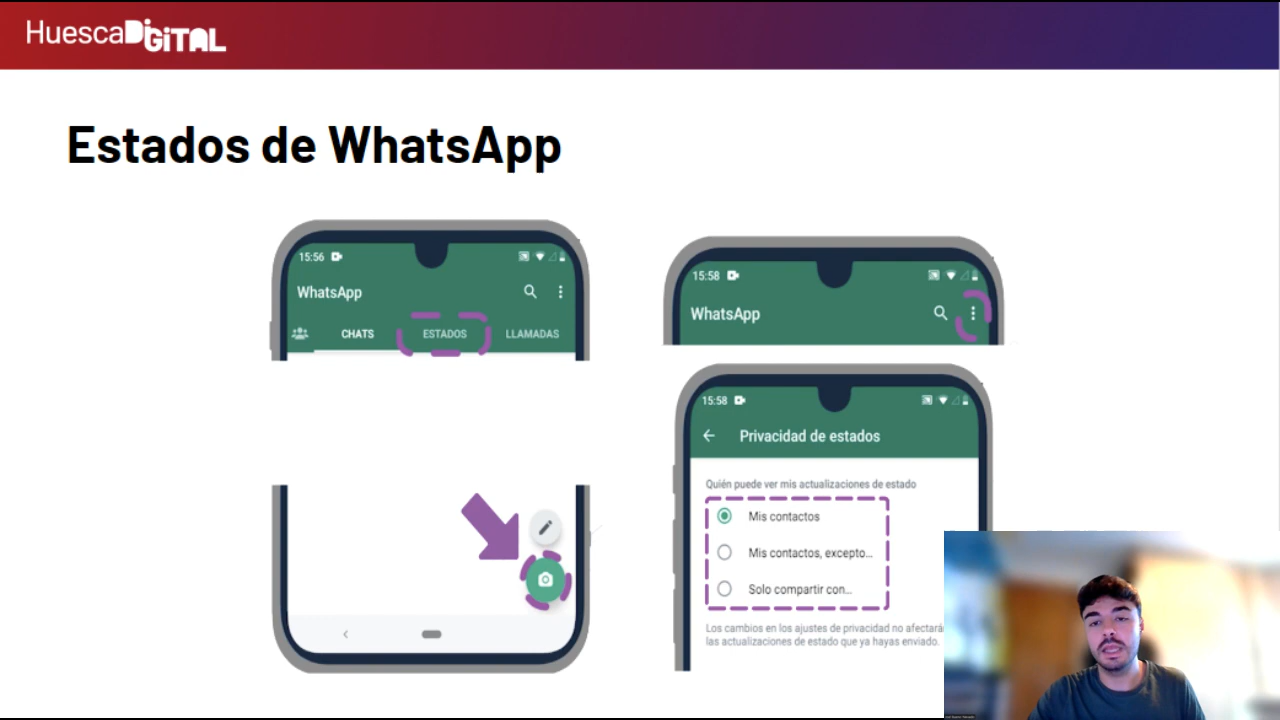 HuescaDiGiTAL
Estados de WhatsApp
15:56
WhatsApp
CHATS ESTADOS LLAMADAS
15:58
WhatsApp
15:58
Privacidad de estados
Quién puede ver mis actualizaciones de estado
Mis contactos
Mis contactos, excepto...
Solo compartir con...
Los cambios en los ajustes de privacidad no afectará
las actualizaciones de estado que ya hayas enviado.